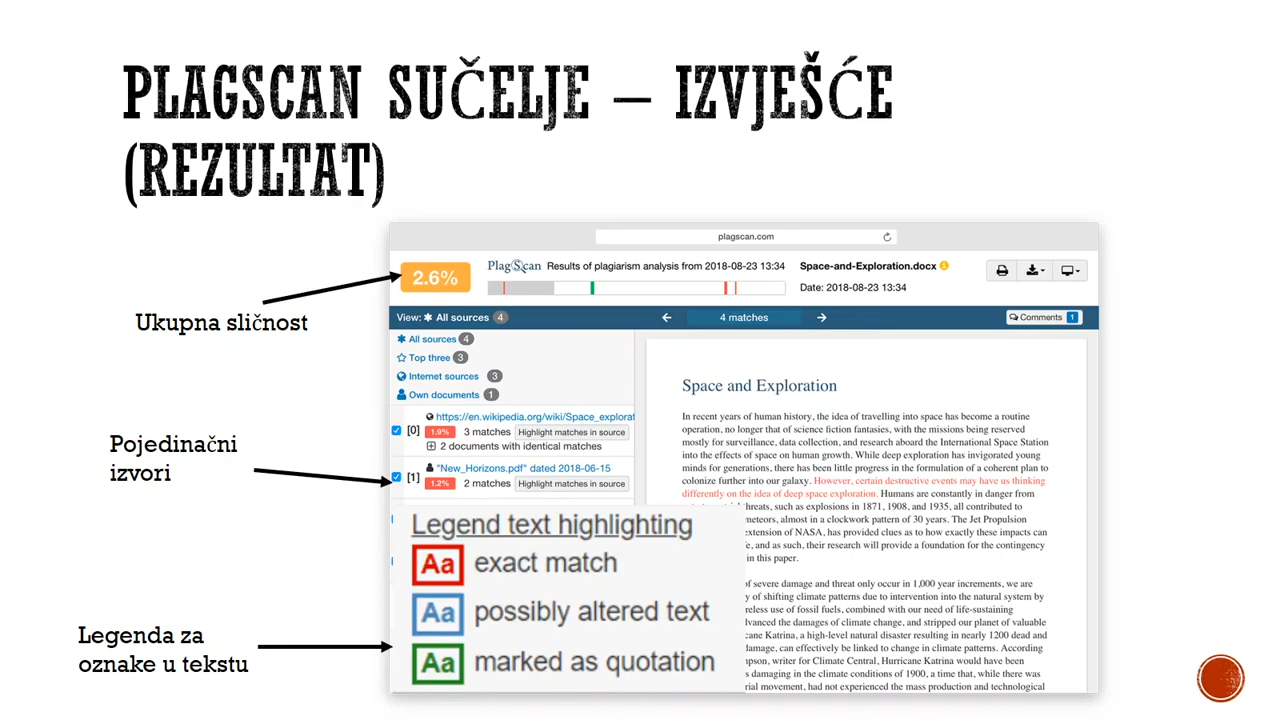 PLAGSCAN SUČELJE – IZVJEŠĆE
(REZULTAT)
Ukupna sličnost
Pojedinačni
izvori
Legenda za
oznake u tekstu
plagscan.com
2.6%
PlagScan Results of plagiarism analysis from 2018-08-23 13:34
Space-and-Exploration.docx 1
Date: 2018-08-23 13:34
View: ✱ All sources 4
← 4 matches →
Comments 1
All sources 4
Top three 3
Internet sources 3
Own documents 1
https://en.wikipedia.org/wiki/Space_explorat
[0] 1.9% 3 matches Highlight matches in source
2 documents with identical matches
"New_Horizons.pdf" dated 2018-06-15
[1] 1.2% 2 matches Highlight matches in source
Legend text highlighting
Aa exact match
Aa possibly altered text
Aa marked as quotation
Space and Exploration
In recent years of human history, the idea of travelling into space has become a routine
operation, no longer that of science fiction fantasies, with the missions being reserved
mostly for surveillance, data collection, and research aboard the International Space Station
into the effects of space on human growth. While deep exploration has invigorated young
minds for generations, there has been little progress in the formulation of a coherent plan to
colonize further into our galaxy. However, certain destructive events may have us thinking
differently on the idea of deep space exploration. Humans are constantly in danger from
threats, such as explosions in 1871, 1908, and 1935, all contributed to
meteors, almost in a clockwork pattern of 30 years. The Jet Propulsion
extension of NASA, has provided clues as to how exactly these impacts can
e, and as such, their research will provide a foundation for the contingency
in this paper.
of severe damage and threat only occur in 1,000 year increments, we are
y of shifting climate patterns due to intervention into the natural system by
reless use of fossil fuels, combined with our need of life-sustaining
dvanced the damages of climate change, and stripped our planet of valuable
cane Katrina, a high-level natural disaster resulting in nearly 1200 dead and
damage, can effectively be linked to change in climate patterns. According
mpson, writer for Climate Central, Hurricane Katrina would have been
s damaging in the climate conditions of 1900, a time that, while there was
rial movement, had not experienced the mass production and technological